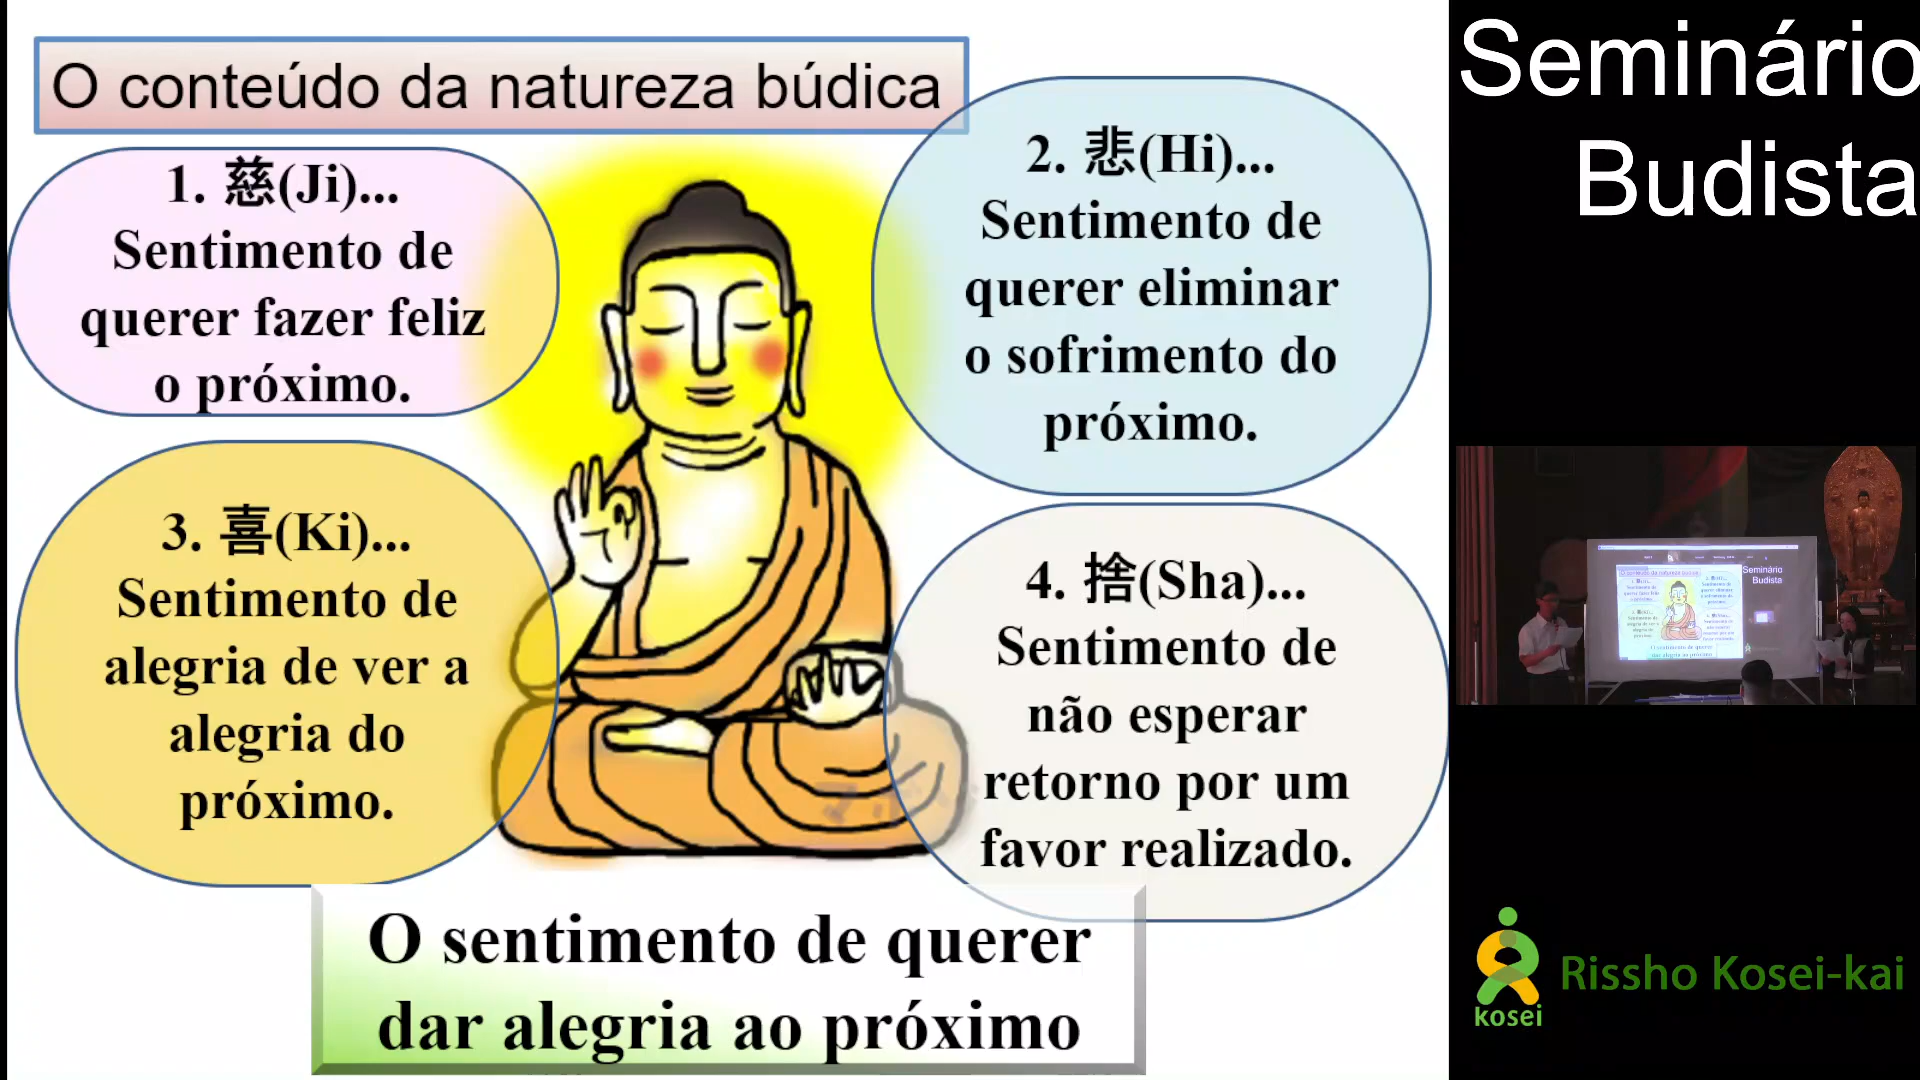 O conteúdo da natureza búdica
1. 慈(Ji)...
Sentimento de
querer fazer feliz
o próximo.
2. 悲(Hi)...
Sentimento de
querer eliminar
o sofrimento do
próximo.
3. 喜(Ki)...
Sentimento de
alegria de ver a
alegria do
próximo.
4. 捨(Sha)...
Sentimento de
não esperar
retorno por um
favor realizado.
O sentimento de querer
dar alegria ao próximo
Seminário
Budista
Seminário
Budista
kosei
Rissho Kosei-kai